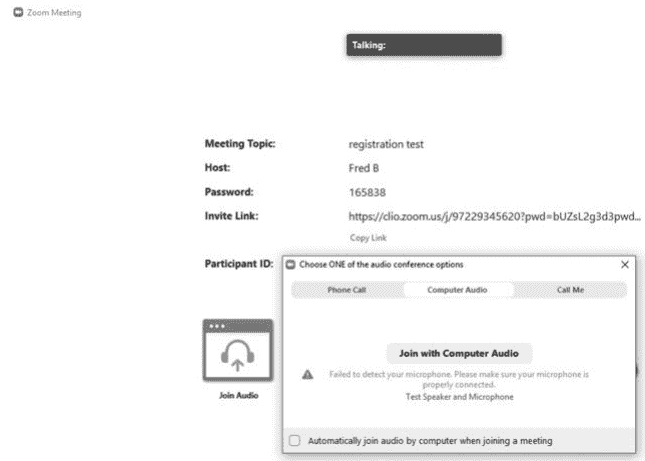 Zoom Meeting
Talking:
Meeting Topic: registration test
Host: Fred B
Password: 165838
Invite Link: https://clio.zoom.us/j/97229345620?pwd=bUZsL2g3d3pwd...
Copy Link
Participant ID:
Choose ONE of the audio conference options
Phone Call Computer Audio Call Me
Join with Computer Audio
Failed to detect your microphone. Please make sure your microphone is
properly connected.
Test Speaker and Microphone
Join Audio
Automatically join audio by computer when joining a meeting